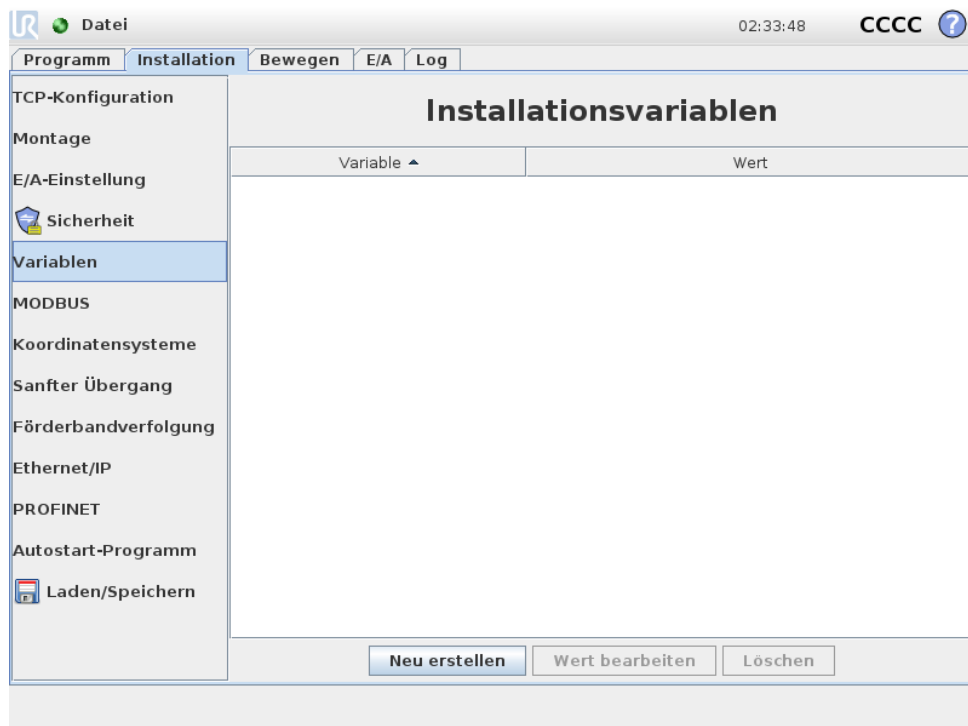 UR Datei 02:33:48 CCCC ?
Programm Installation Bewegen E/A Log
TCP-Konfiguration
Montage
E/A-Einstellung
Sicherheit
Variablen
MODBUS
Koordinatensysteme
Sanfter Übergang
Förderbandverfolgung
Ethernet/IP
PROFINET
Autostart-Programm
Laden/Speichern
Installationsvariablen
Variable Wert
Neu erstellen Wert bearbeiten Löschen